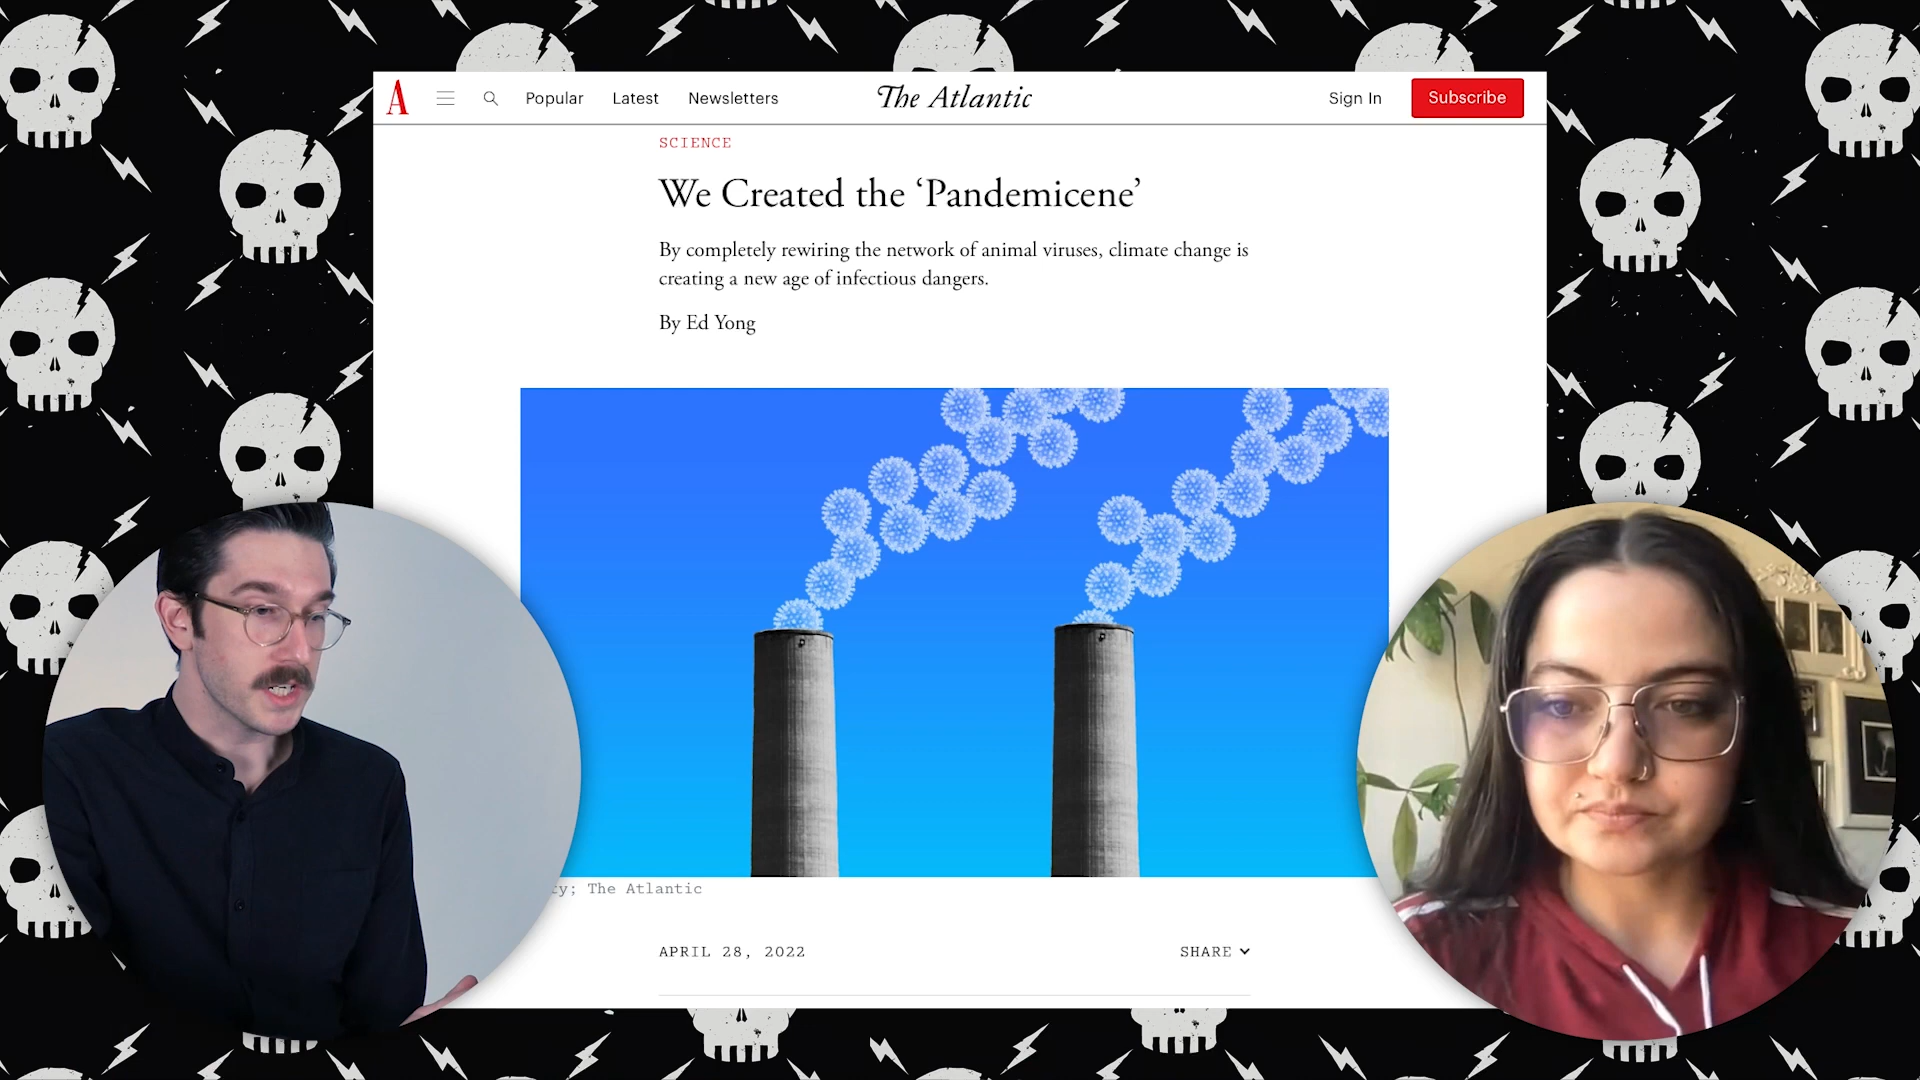 A
Popular
Latest
Newsletters
The Atlantic
Sign In
Subscribe
SCIENCE
We Created the ‘Pandemicene’
By completely rewiring the network of animal viruses, climate change is
creating a new age of infectious dangers.
By Ed Yong
The Atlantic
APRIL 28, 2022
SHARE